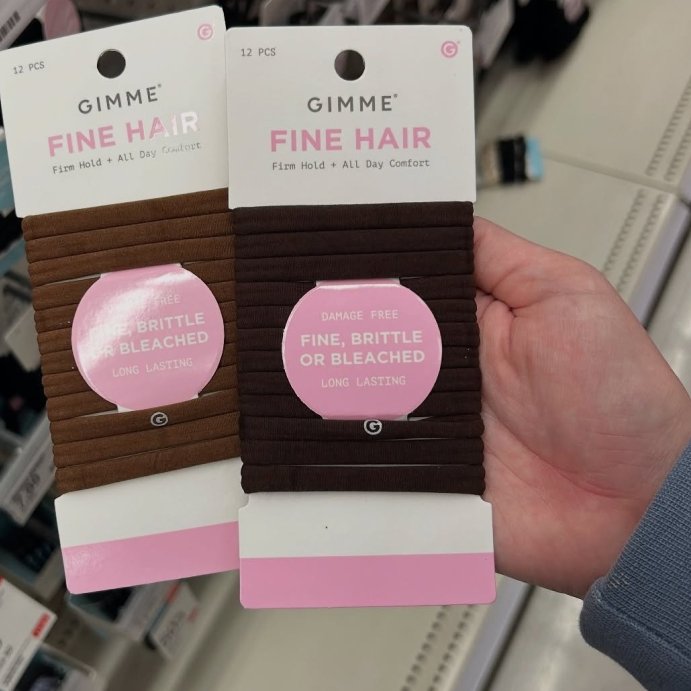 12 PCS
GIMME
FINE HAIR
Firm Hold + All Day Comfort
FREE
FINE, BRITTLE
OR BLEACHED
LONG LASTING
G
12 PCS
G
GIMME
FINE HAIR
Firm Hold + All Day Comfort
DAMAGE FREE
FINE, BRITTLE
OR BLEACHED
LONG LASTING
G